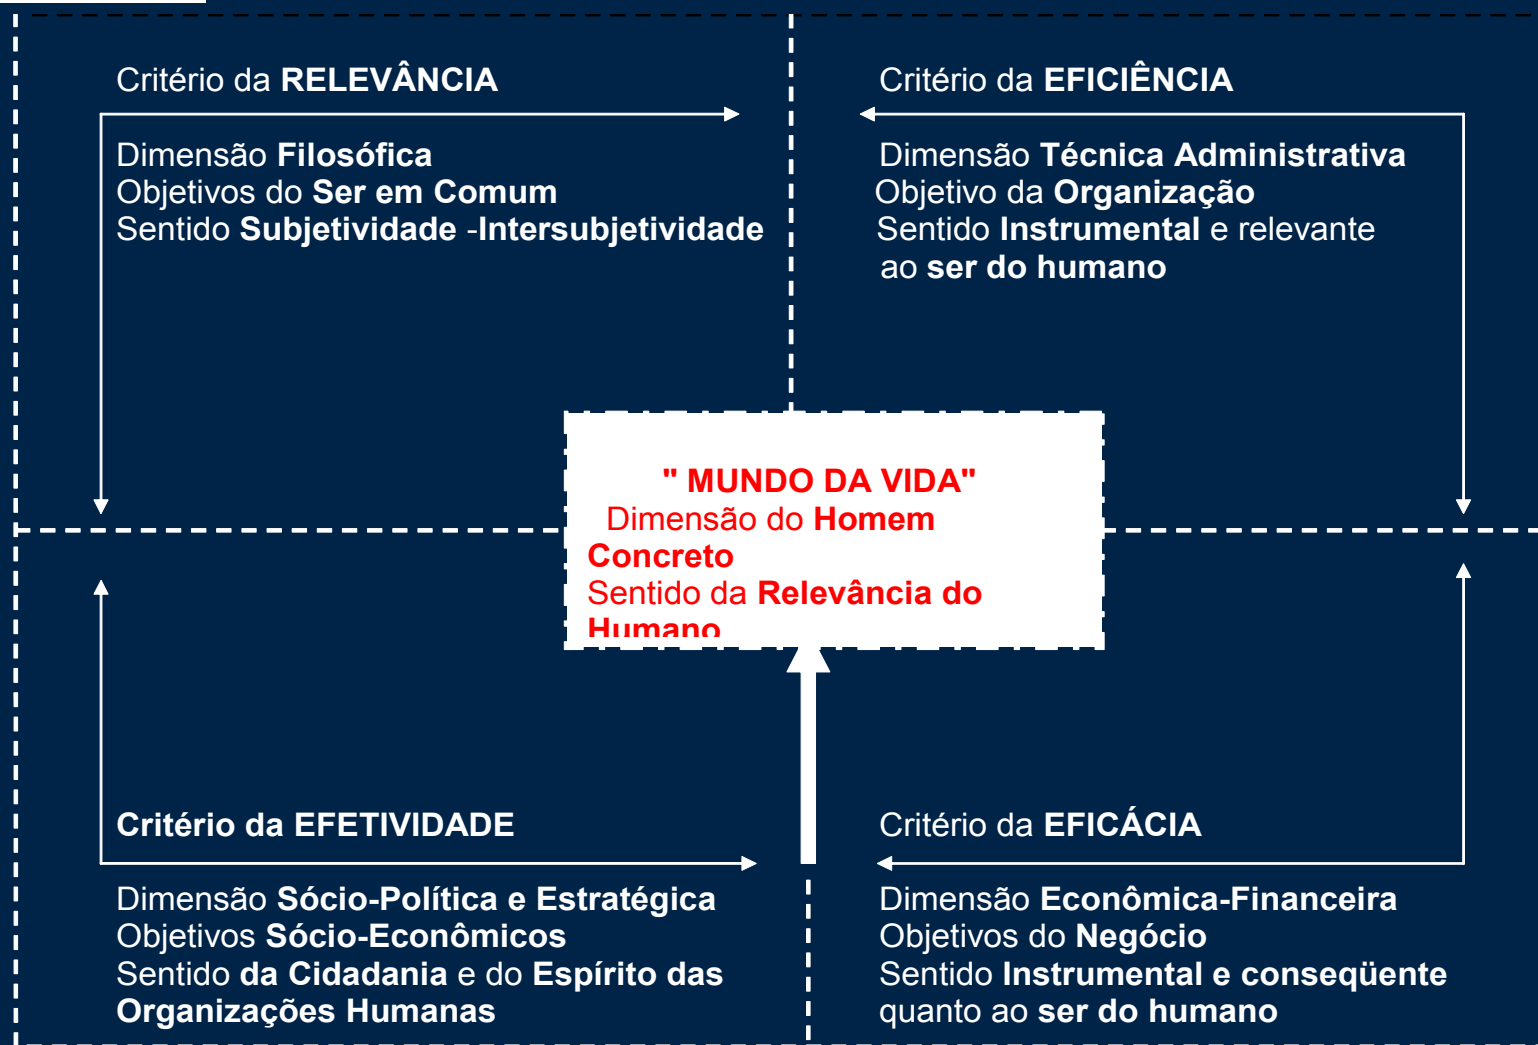 Critério da RELEVÂNCIA
Dimensão Filosófica
Objetivos do Ser em Comum
Sentido Subjetividade -Intersubjetividade
Critério da EFICIÊNCIA
Dimensão Técnica Administrativa
Objetivo da Organização
Sentido Instrumental e relevante
ao ser do humano
" MUNDO DA VIDA"
Dimensão do Homem
Concreto
Sentido da Relevância do
Humano
Critério da EFETIVIDADE
Dimensão Sócio-Política e Estratégica
Objetivos Sócio-Econômicos
Sentido da Cidadania e do Espírito das
Organizações Humanas
Critério da EFICÁCIA
Dimensão Econômica-Financeira
Objetivos do Negócio
Sentido Instrumental e conseqüente
quanto ao ser do humano